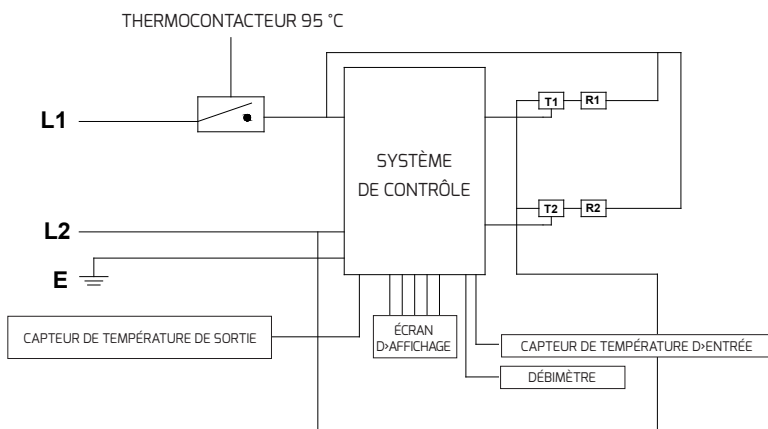 THERMOCONTACTEUR 95 °C
L1
T1
R1
SYSTÈME
DE CONTRÔLE
T2
R2
L2
E
CAPTEUR DE TEMPÉRATURE DE SORTIE
ÉCRAN
D>AFFICHAGE
CAPTEUR DE TEMPÉRATURE D>ENTRÉE
DÉBIMÈTRE